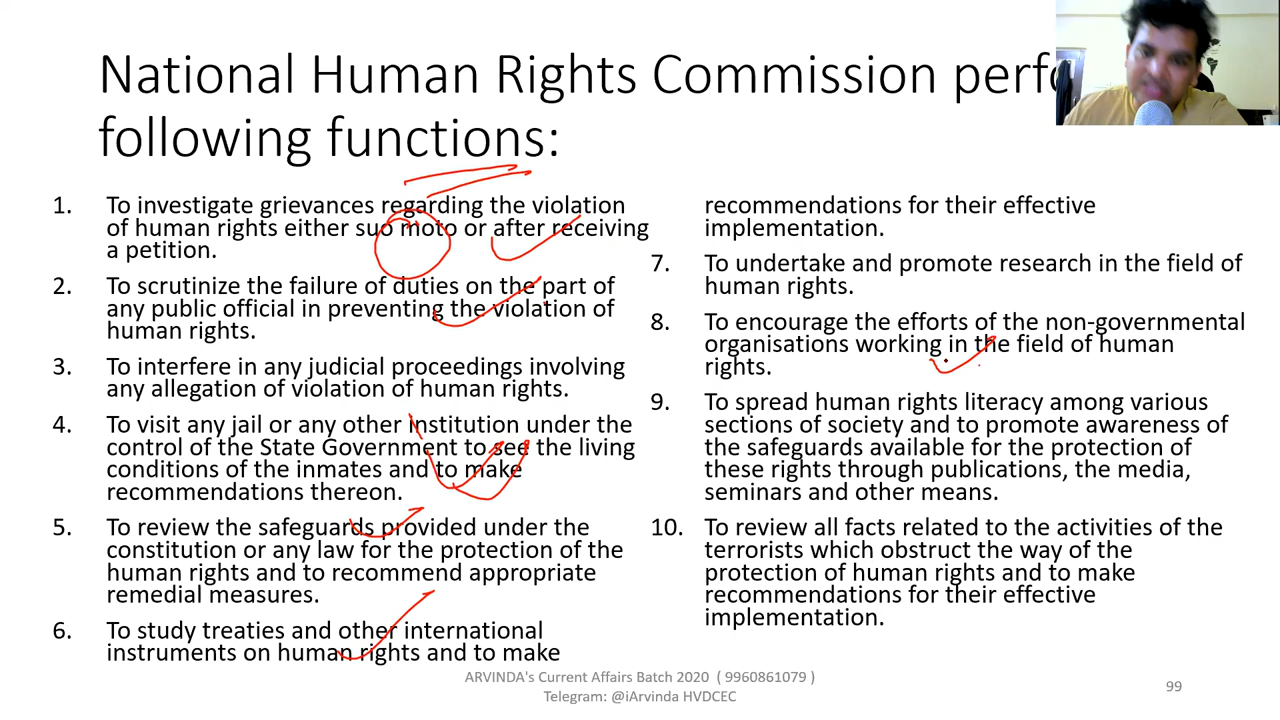 National Human Rights Commission perfo
following functions:
1. To investigate grievances regarding the violation
of human rights either suo moto or after receiving
a petition.
2. To scrutinize the failure of duties on the part of
any public official in preventing the violation of
human rights.
3. To interfere in any judicial proceedings involving
any allegation of violation of human rights.
4. To visit any jail or any other institution under the
control of the State Government to see the living
conditions of the inmates and to make
recommendations thereon.
5. To review the safeguards provided under the
constitution or any law for the protection of the
human rights and to recommend appropriate
remedial measures.
6. To study treaties and other international
instruments on human rights and to make
recommendations for their effective
implementation.
7. To undertake and promote research in the field of
human rights.
8. To encourage the efforts of the non-governmental
organisations working in the field of human
rights.
9. To spread human rights literacy among various
sections of society and to promote awareness of
the safeguards available for the protection of
these rights through publications, the media,
seminars and other means.
10. To review all facts related to the activities of the
terrorists which obstruct the way of the
protection of human rights and to make
recommendations for their effective
implementation.
ARVINDA's Current Affairs Batch 2020 ( 9960861079 )
Telegram: @iArvinda HVDCEC
99